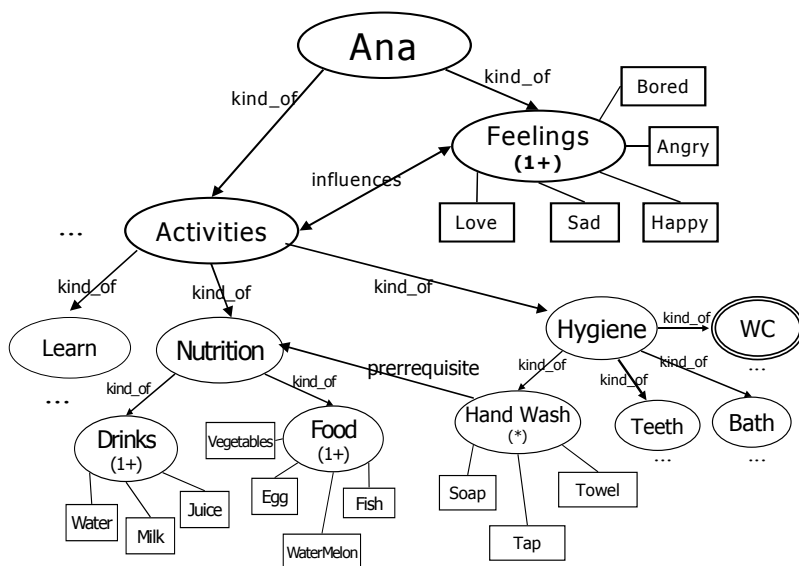 Ana
kind_of
kind_of
Bored
Feelings
(1+)
Angry
influences
Love
Sad
Happy
...
Activities
kind_of
kind_of
kind_of
Learn
Nutrition
Hygiene
kind_of
WC
...
prerrequisite
kind_of
kind_of
kind_of
kind_of
kind_of
...
Drinks
(1+)
Vegetables
Food
(1+)
Hand Wash
(*)
Teeth
Bath
...
...
Water
Milk
Juice
Egg
Fish
WaterMelon
Soap
Towel
Tap